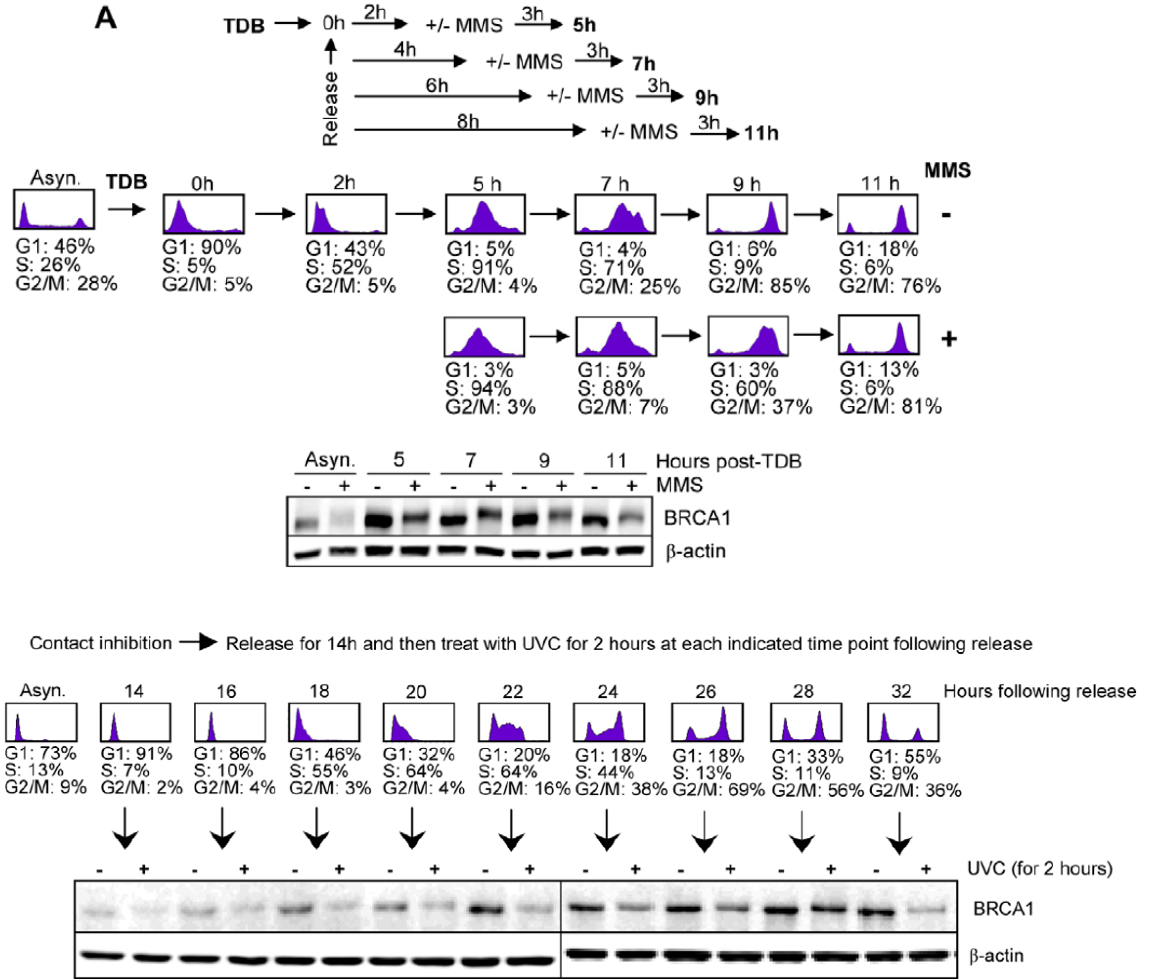 A
TDB 0h 2h +/- MMS 3h 5h
4h +/- MMS 3h 7h
6h +/- MMS 3h 9h
8h +/- MMS 3h 11h
Release
Asyn. TDB 0h 2h 5 h 7 h 9 h 11 h MMS
-
G1: 46% G1: 90% G1: 43% G1: 5% G1: 4% G1: 6% G1: 18%
S: 26% S: 5% S: 52% S: 91% S: 71% S: 9% S: 6%
G2/M: 28% G2/M: 5% G2/M: 5% G2/M: 4% G2/M: 25% G2/M: 85% G2/M: 76%
+
G1: 3% G1: 5% G1: 3% G1: 13%
S: 94% S: 88% S: 60% S: 6%
G2/M: 3% G2/M: 7% G2/M: 37% G2/M: 81%
Asyn. 5 7 9 11 Hours post-TDB
- + - + - + - + - + MMS
BRCA1
β-actin
Contact inhibition Release for 14h and then treat with UVC for 2 hours at each indicated time point following release
Asyn. 14 16 18 20 22 24 26 28 32 Hours following release
G1: 73% G1: 91% G1: 86% G1: 46% G1: 32% G1: 20% G1: 18% G1: 18% G1: 33% G1: 55%
S: 13% S: 7% S: 10% S: 55% S: 64% S: 64% S: 44% S: 13% S: 11% S: 9%
G2/M: 9% G2/M: 2% G2/M: 4% G2/M: 3% G2/M: 4% G2/M: 16% G2/M: 38% G2/M: 69% G2/M: 56% G2/M: 36%
- + - + - + - + - + - + - + - + - + UVC (for 2 hours)
BRCA1
β-actin